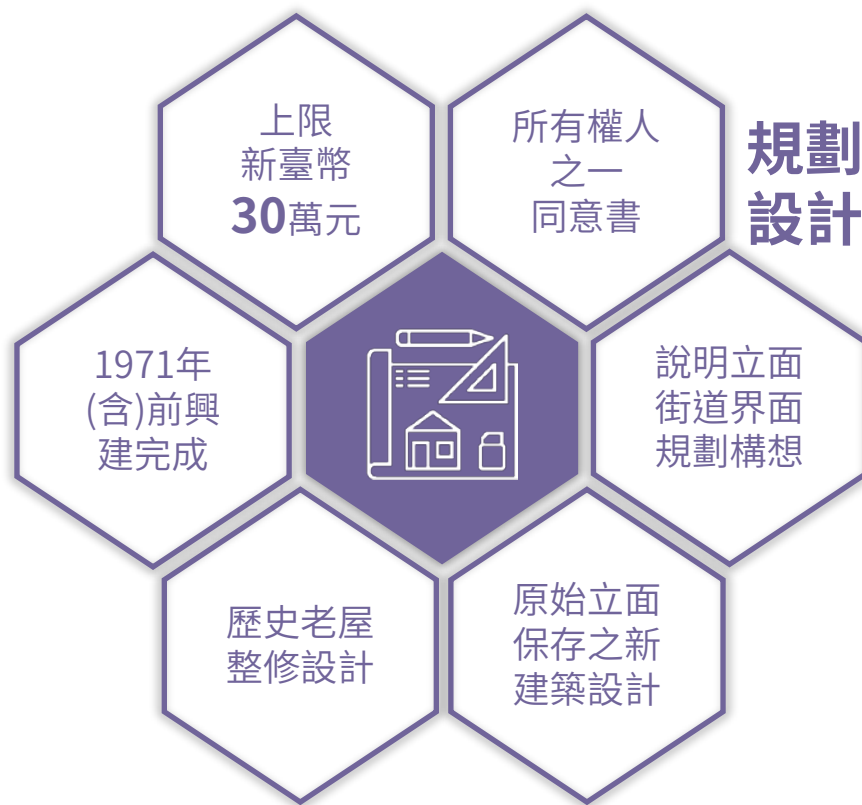 上限
新臺幣
30萬元
所有權人
之一
同意書
規劃
設計
1971年
(含)前興
建完成
說明立面
街道界面
規劃構想
歷史老屋
整修設計
原始立面
保存之新
建築設計